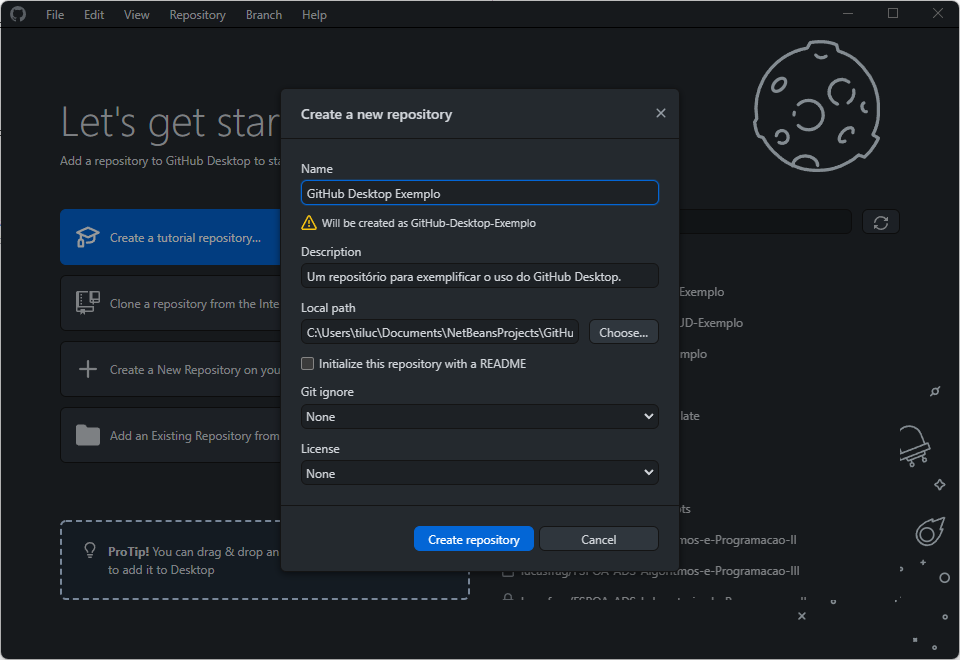 File Edit View Repository Branch Help
Let's get star
Add a repository to GitHub Desktop to sta
Create a tutorial repository...
Clone a repository from the Inte
Create a New Repository on you
Add an Existing Repository from
ProTip! You can drag & drop an
to add it to Desktop
Create a new repository
Name
GitHub Desktop Exemplo
Will be created as GitHub-Desktop-Exemplo
Description
Um repositório para exemplificar o uso do GitHub Desktop.
Local path
C:\Users\tiluc\Documents\NetBeansProjects\GitHu
Choose...
Initialize this repository with a README
Git ignore
None
License
None
Create repository
Cancel
Exemplo
UD-Exemplo
mplo
late
ots
mos-e-Programacao-II
lucasfrag/FSPOA-ADS-Algoritmos-e-Programacao-III